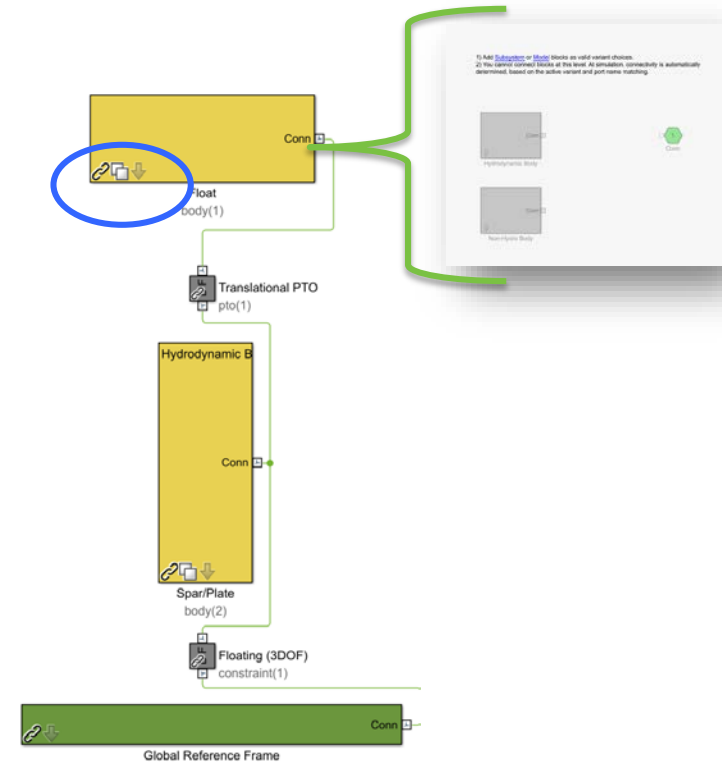 1) Add Subsystem or Model blocks as valid variant choices.
2) You cannot connect blocks at this level. At simulation, connectivity is automatically
determined, based on the active variant and port name matching.
Conn
Hydrodynamic Body
Conn
Non-Hydro Body
1
Conn
Conn
Float
body(1)
Translational PTO
pto(1)
Hydrodynamic B
Conn
Spar/Plate
body(2)
Floating (3DOF)
constraint(1)
Conn
Global Reference Frame